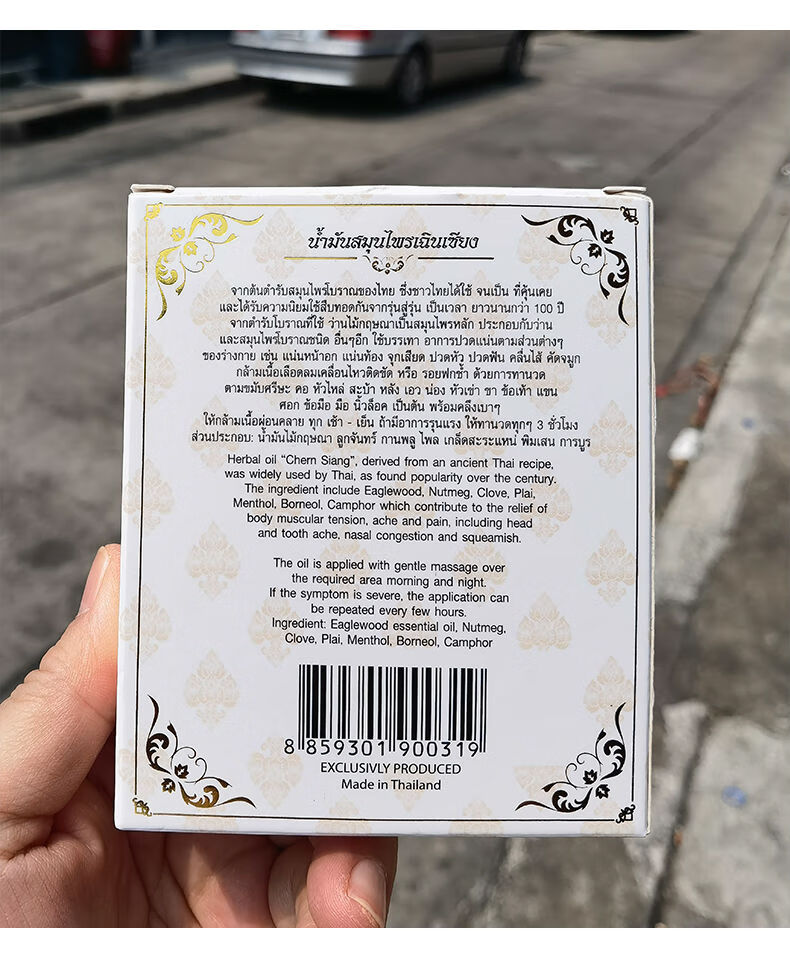 น้ำมันสมุนไพรเฉินเซียง
จากต้นตำรับสมุนไพรโบราณของไทย ซึ่งชาวไทยได้ใช้ จนเป็น ที่คุ้นเคย
และได้รับความนิยมใช้สืบทอดกันจากรุ่นสู่รุ่น เป็นเวลา ยาวนานกว่า 100 ปี
จากตำรับโบราณที่ใช้ ว่านไม้กฤษณาเป็นสมุนไพรหลัก ประกอบกับว่าน
และสมุนไพรโบราณชนิด อื่นๆอีก ใช้บรรเทา อาการปวดแน่นตามส่วนต่างๆ
ของร่างกาย เช่น แน่นหน้าอก แน่นท้อง จุกเสียด ปวดหัว ปวดฟัน คลื่นไส้ คัดจมูก
กล้ามเนื้อเลือดลมเคลื่อนไหวติดขัด หรือ รอยฟกช้ำ ด้วยการทานวด
ตามขมับศรีษะ คอ หัวไหล่ สะบ้า หลัง เอว น่อง หัวเข่า ขา ข้อเท้า แขน
ศอก ข้อมือ มือ นิ้วล็อค เป็นต้น พร้อมคลึงเบาๆ
ให้กล้ามเนื้อผ่อนคลาย ทุก เช้า - เย็น ถ้ามีอาการรุนแรง ให้ทานวดทุกๆ 3 ชั่วโมง
ส่วนประกอบ: น้ำมันไม้กฤษณา ลูกจันทร์ กานพลู ไพล เกล็ดสะระแหน่ พิมเสน การบูร
Herbal oil “Chern Siang”, derived from an ancient Thai recipe,
was widely used by Thai, as found popularity over the century.
The ingredient include Eaglewood, Nutmeg, Clove, Plai,
Menthol, Borneol, Camphor which contribute to the relief of
body muscular tension, ache and pain, including head
and tooth ache, nasal congestion and squeamish.
The oil is applied with gentle massage over
the required area morning and night.
If the symptom is severe, the application can
be repeated every few hours.
Ingredient: Eaglewood essential oil, Nutmeg,
Clove, Plai, Menthol, Borneol, Camphor
8 859301 900319
EXCLUSIVLY PRODUCED
Made in Thailand